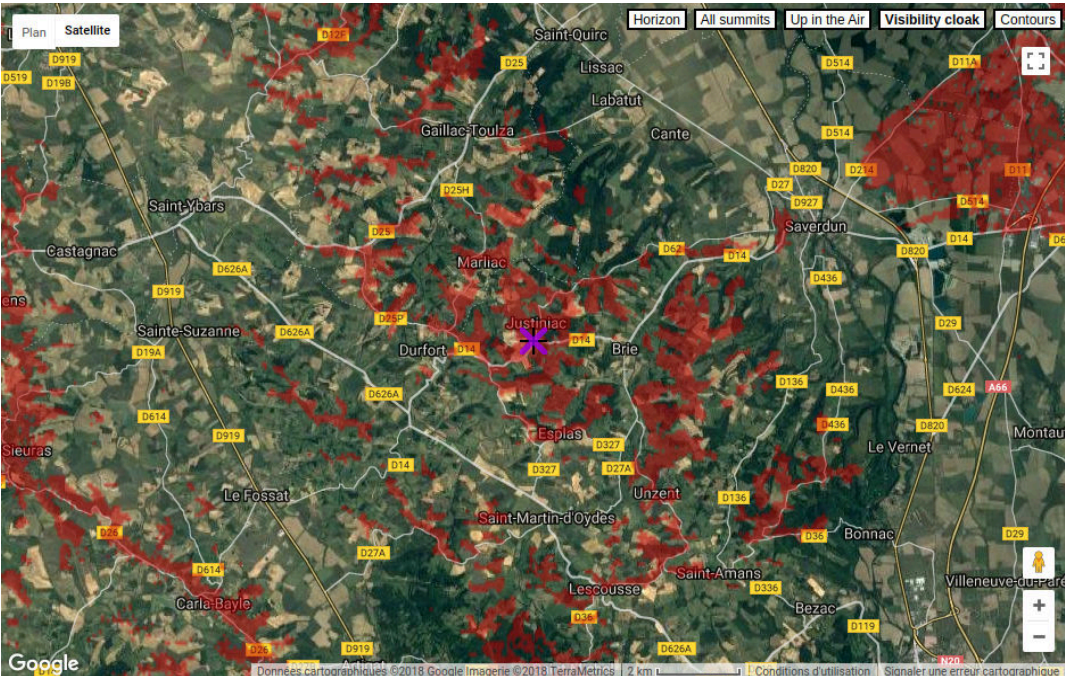 Plan
Satellite
Horizon
All summits
Up in the Air
Visibility cloak
Contours
D12F
Saint-Quirc
D919
D25
D514
D11A
D519
D19B
Lissac
Labatut
Gaillac-Toulza
Cante
D514
D820
D214
D11
D25H
D27
D927
D514
Saint-Ybars
D25
Saverdun
Castagnac
D62
D14
D820
D14
D6
Marliac
D626A
D436
D919
ens
D25P
Justiniac
D29
Sainte-Suzanne
D626A
D14
D14
Brie
D19A
Durfort
D626A
D136
D436
D624
A66
D614
D436
D820
Montaut
D919
Esplas
D327
Le Vernet
Sieuras
D14
D327
D27A
Le Fossat
Unzent
D136
Saint-Martin-d'Oydes
D26
D36
Bonnac
D29
D27A
D614
Saint-Amans
Villeneuve-du-Paré
Lescousse
D336
Carla-Bayle
Bezac
D36
D119
D26
D919
D626A
N20
Google
Données cartographiques ©2018 Google Imagerie ©2018 TerraMetrics
2 km
Conditions d'utilisation
Signaler une erreur cartographique